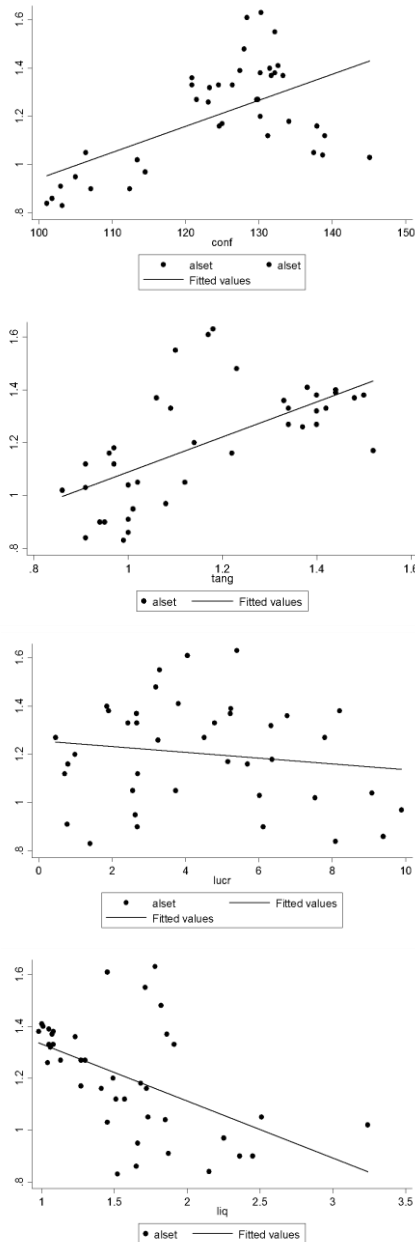 1.6
1.4
1.2
1
.8
100 110 120 130 140 150
conf
alset alset
Fitted values
1.6
1.4
1.2
1
.8
.8 1 1.2 1.4 1.6
tang
alset Fitted values
1.6
1.4
1.2
1
.8
0 2 4 6 8 10
lucr
alset Fitted values
Fitted values
1.6
1.4
1.2
1
.8
1 1.5 2 2.5 3 3.5
liq
alset Fitted values